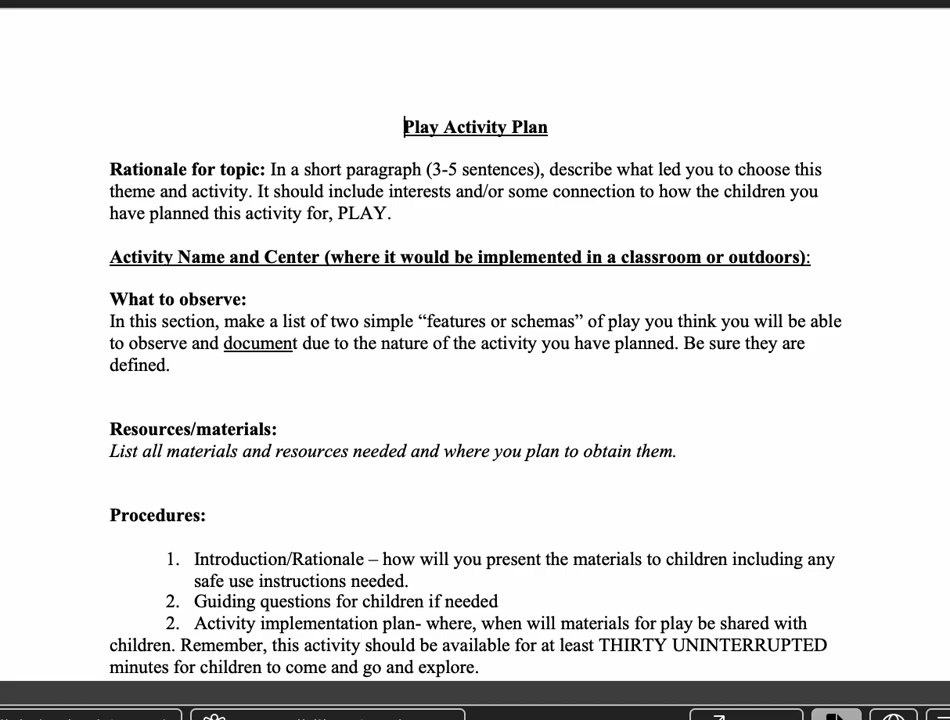 Play Activity Plan
Rationale for topic: In a short paragraph (3-5 sentences), describe what led you to choose this
theme and activity. It should include interests and/or some connection to how the children you
have planned this activity for, PLAY.
Activity Name and Center (where it would be implemented in a classroom or outdoors):
What to observe:
In this section, make a list of two simple “features or schemas” of play you think you will be able
to observe and document due to the nature of the activity you have planned. Be sure they are
defined.
Resources/materials:
List all materials and resources needed and where you plan to obtain them.
Procedures:
1. Introduction/Rationale – how will you present the materials to children including any
safe use instructions needed.
2. Guiding questions for children if needed
2. Activity implementation plan- where, when will materials for play be shared with
children. Remember, this activity should be available for at least THIRTY UNINTERRUPTED
minutes for children to come and go and explore.